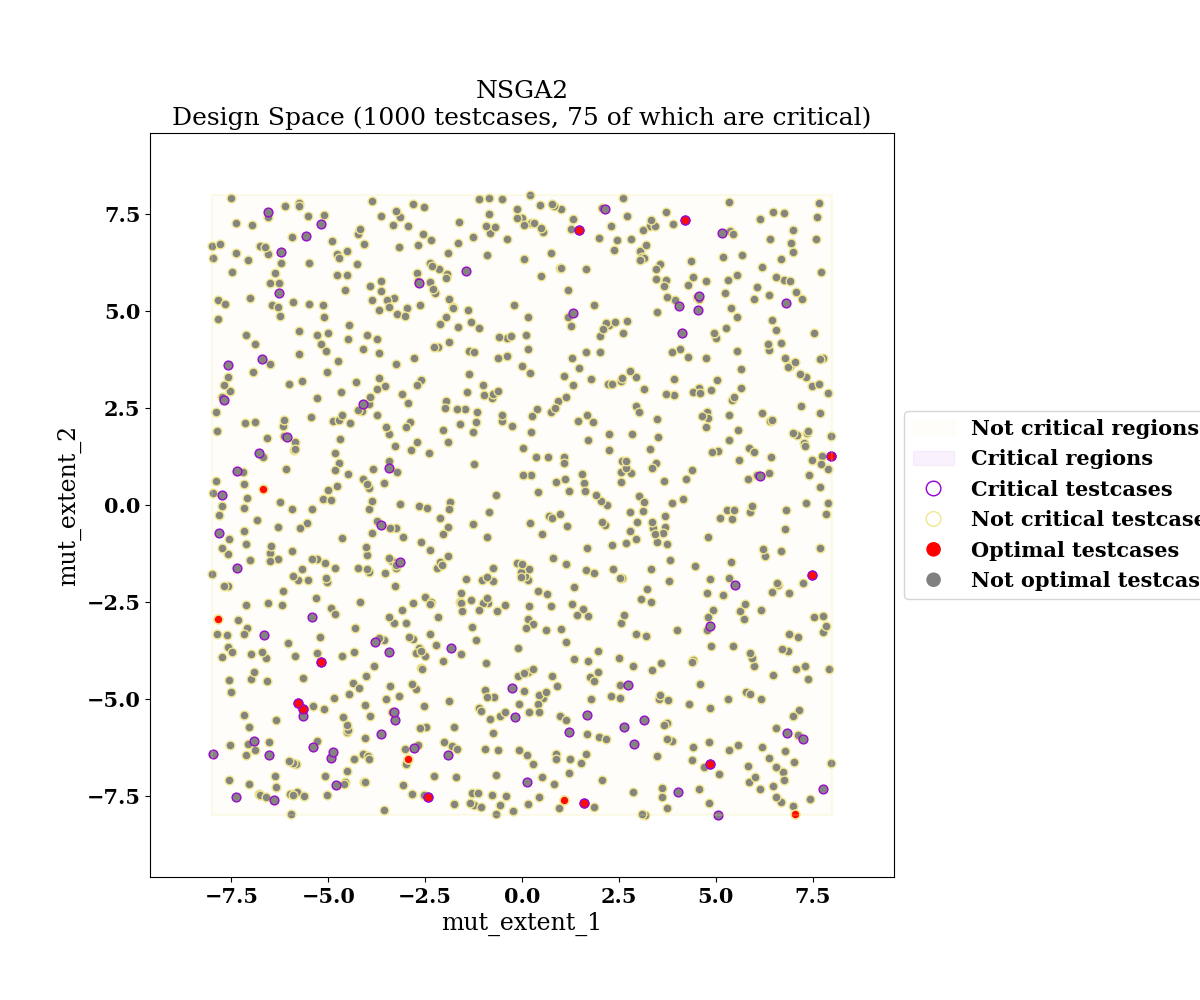 NSGA2
Design Space (1000 testcases, 75 of which are critical)
7.5
5.0
2.5
0.0
−2.5
−5.0
−7.5
mut_extent_2
−7.5 −5.0 −2.5 0.0 2.5 5.0 7.5
mut_extent_1
Not critical regions
Critical regions
Critical testcases
Not critical testcase
Optimal testcases
Not optimal testcas